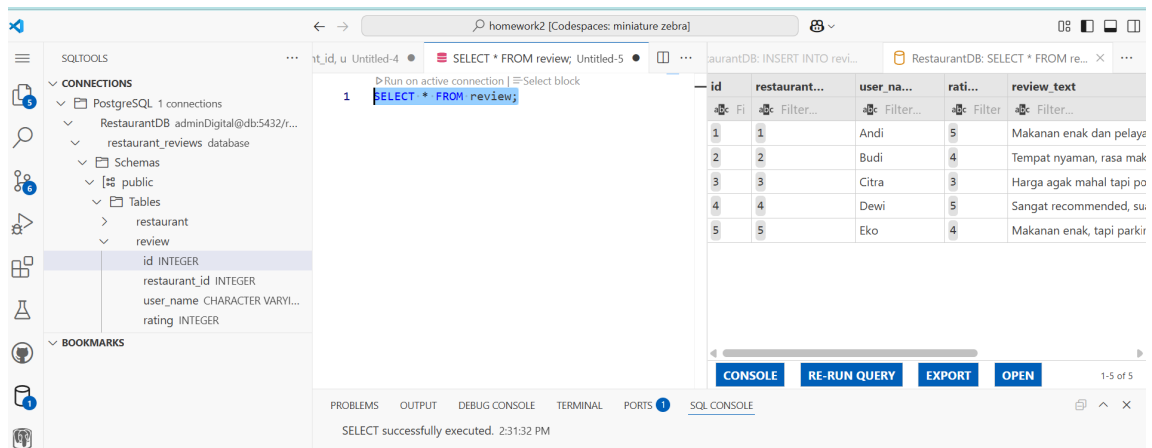 homework2 [Codespaces: miniature zebra]
SQLTOOLS
CONNECTIONS
PostgreSQL 1 connections
RestaurantDB adminDigital@db:5432/r...
restaurant_reviews database
Schemas
public
Tables
restaurant
review
id INTEGER
restaurant_id INTEGER
user_name CHARACTER VARYI...
rating INTEGER
BOOKMARKS
5
6
1
nt_id, u Untitled-4
SELECT * FROM review; Untitled-5
Run on active connection | Select block
1 SELECT * FROM review;
aurantDB: INSERT INTO revi...
RestaurantDB: SELECT * FROM re...
id restaurant... user_na... rati... review_text
Fi Filter... Filter... Filter Filter...
1 1 Andi 5 Makanan enak dan pelaya
2 2 Budi 4 Tempat nyaman, rasa mak
3 3 Citra 3 Harga agak mahal tapi po
4 4 Dewi 5 Sangat recommended, sua
5 5 Eko 4 Makanan enak, tapi parkir
CONSOLE RE-RUN QUERY EXPORT OPEN 1-5 of 5
PROBLEMS OUTPUT DEBUG CONSOLE TERMINAL PORTS 1 SQL CONSOLE
SELECT successfully executed. 2:31:32 PM